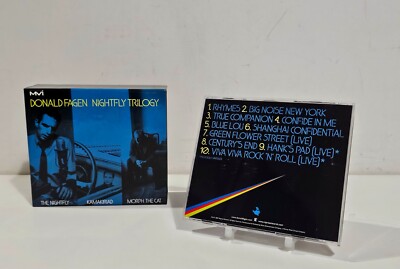 MVI
DONALD FAGEN NIGHTFLY TRILOGY
THE NIGHTFLY KAMAKIRIAD MORPH THE CAT
1. RHYMES 2. BIG NOISE NEW YORK
3. TRUE COMPANION 4. CONFIDE IN ME
5. BLUE LOU 6. SHANGHAI CONFIDENTIAL
7. GREEN FLOWER STREET (LIVE)
8. CENTURY'S END 9. HANK'S PAD (LIVE)*
10. VIVA VIVA ROCK 'N' ROLL (LIVE)*